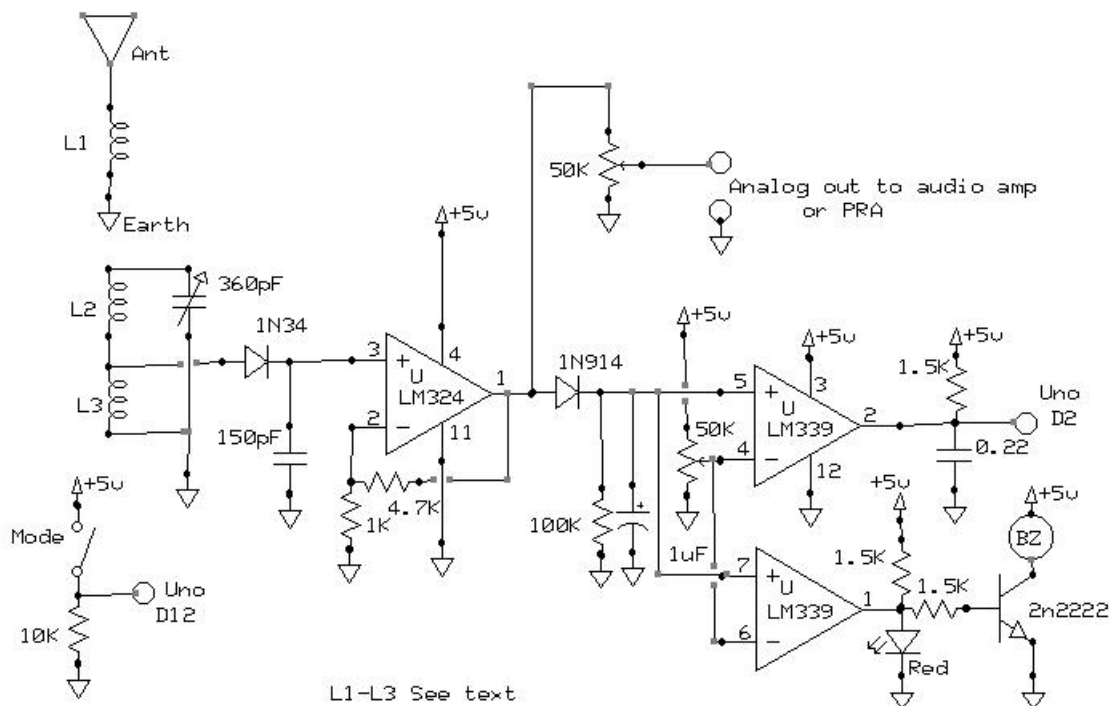 Ant
L1
Earth
50K
Analog out to audio amp
or PRA
+5v
L2
360pF
1N34
3
+
4
U
LM324
1
2
−
11
L3
150pF
4.7K
1K
1N914
+5v
50K
100K
1uF
+5v
5
+
3
U
LM339
2
4
−
12
+5v
1.5K
Uno
D2
0.22
+5v
Mode
Uno
D12
10K
7
+
U
LM339
1
6
−
+5v
1.5K
1.5K
Red
+5v
BZ
2n2222
L1-L3 See text